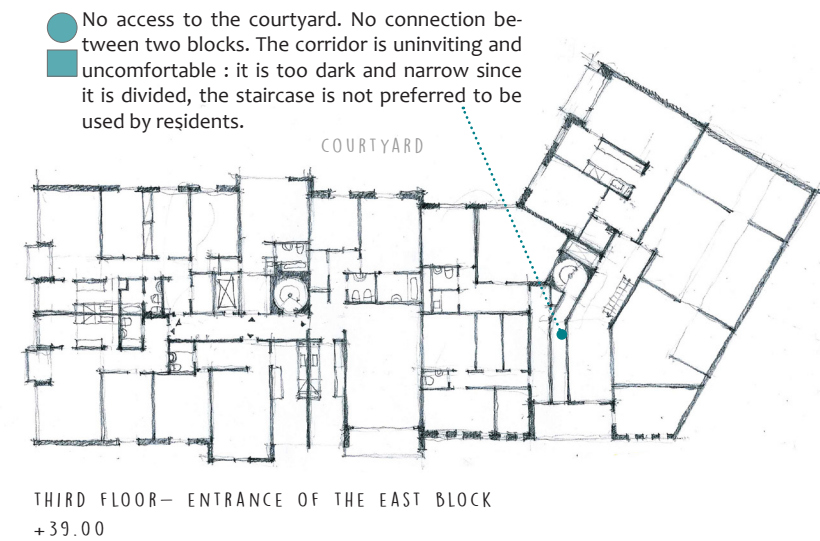 No access to the courtyard. No connection be-
tween two blocks. The corridor is uninviting and
uncomfortable : it is too dark and narrow since
it is divided, the staircase is not preferred to be
used by residents.
COURTYARD
THIRD FLOOR— ENTRANCE OF THE EAST BLOCK
+39.00